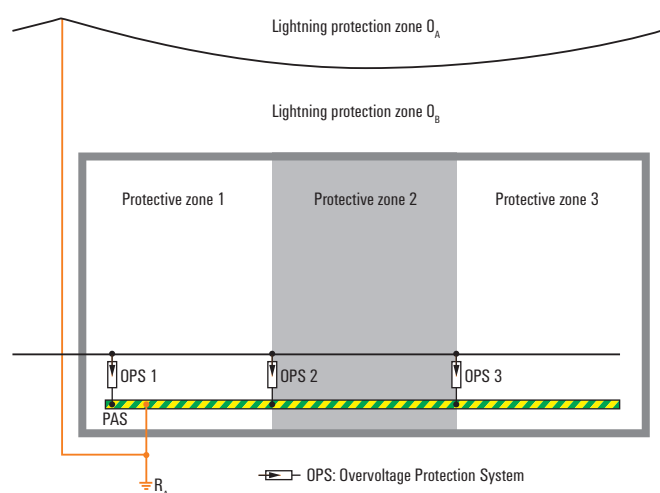 Lightning protection zone 0A
Lightning protection zone 0B
Protective zone 1 Protective zone 2 Protective zone 3
OPS 1 OPS 2 OPS 3
PAS
OPS: Overvoltage Protection System
R